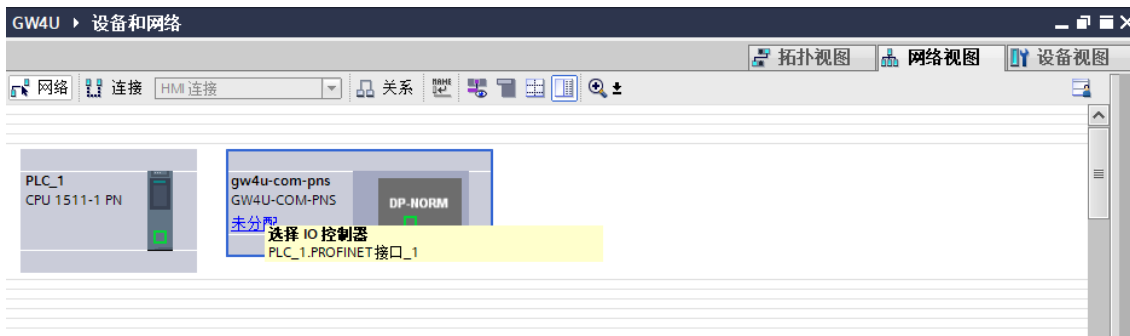 GW4U ▸ 设备和网络
拓扑视图 网络视图 设备视图
网络 连接 HMI 连接 关系
PLC_1
CPU 1511-1 PN
gw4u-com-pns
GW4U-COM-PNS
未分配
DP-NORM
选择 IO 控制器
PLC_1.PROFINET接口_1